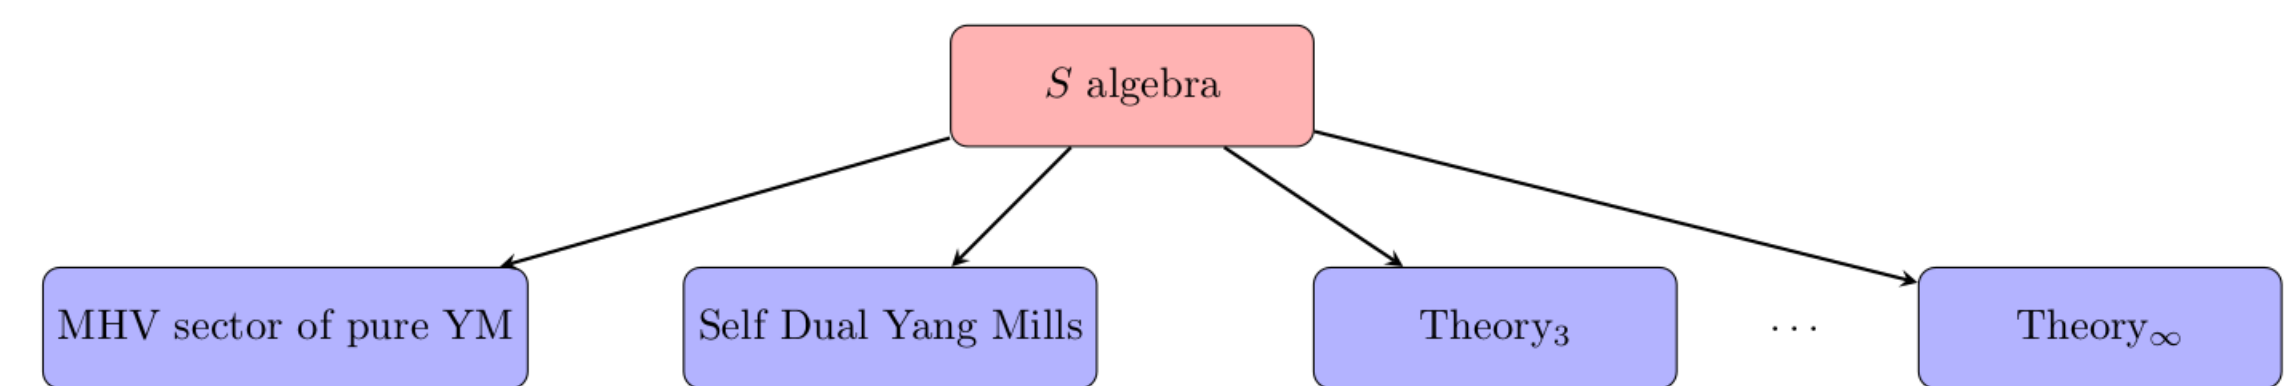 S algebra
MHV sector of pure YM
Self Dual Yang Mills
Theory₃
...
Theory∞